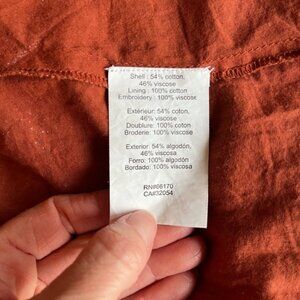 Shell : 54% cotton,
46% viscose
Lining : 100% cotton
Embroidery : 100% viscose
Extérieur: 54% coton,
46% viscose
Doublure: 100% coton
Broderie: 100% viscose
Exterior: 54% algodón,
46% viscosa
Forro: 100% algodón
Bordado: 100% viscosa
RN#66170
CA#32054